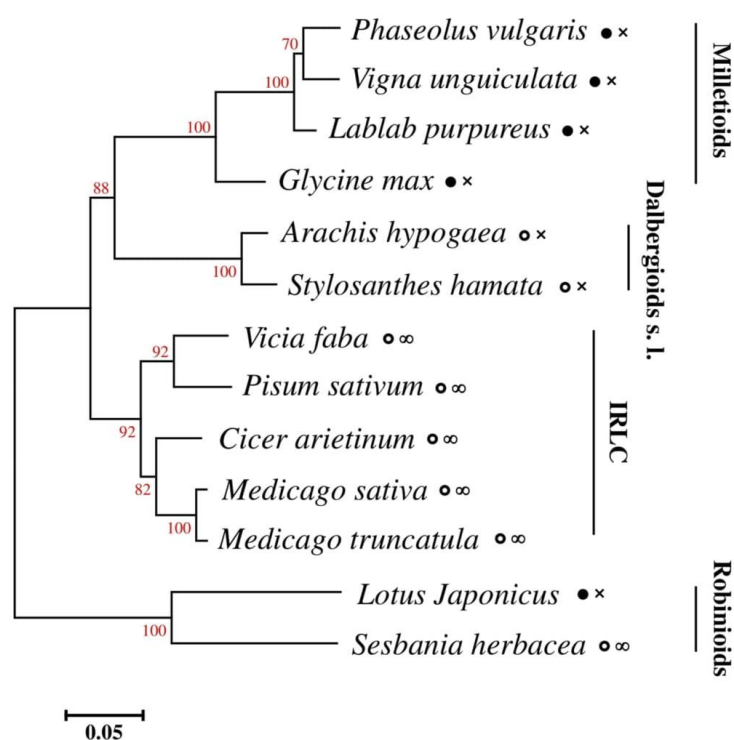 Phaseolus vulgaris ● ×
70
Vigna unguiculata ● ×
100
Lablab purpureus ● ×
100
Glycine max ● ×
Milletioids
88
Arachis hypogaea o ×
100
Stylosanthes hamata o ×
Dalbergioids s. l.
Vicia faba o ∞
92
Pisum sativum o ∞
92
Cicer arietinum o ∞
82
Medicago sativa o ∞
100
Medicago truncatula o ∞
IRLC
Lotus Japonicus ● ×
100
Sesbania herbacea o ∞
Robinioids
0.05